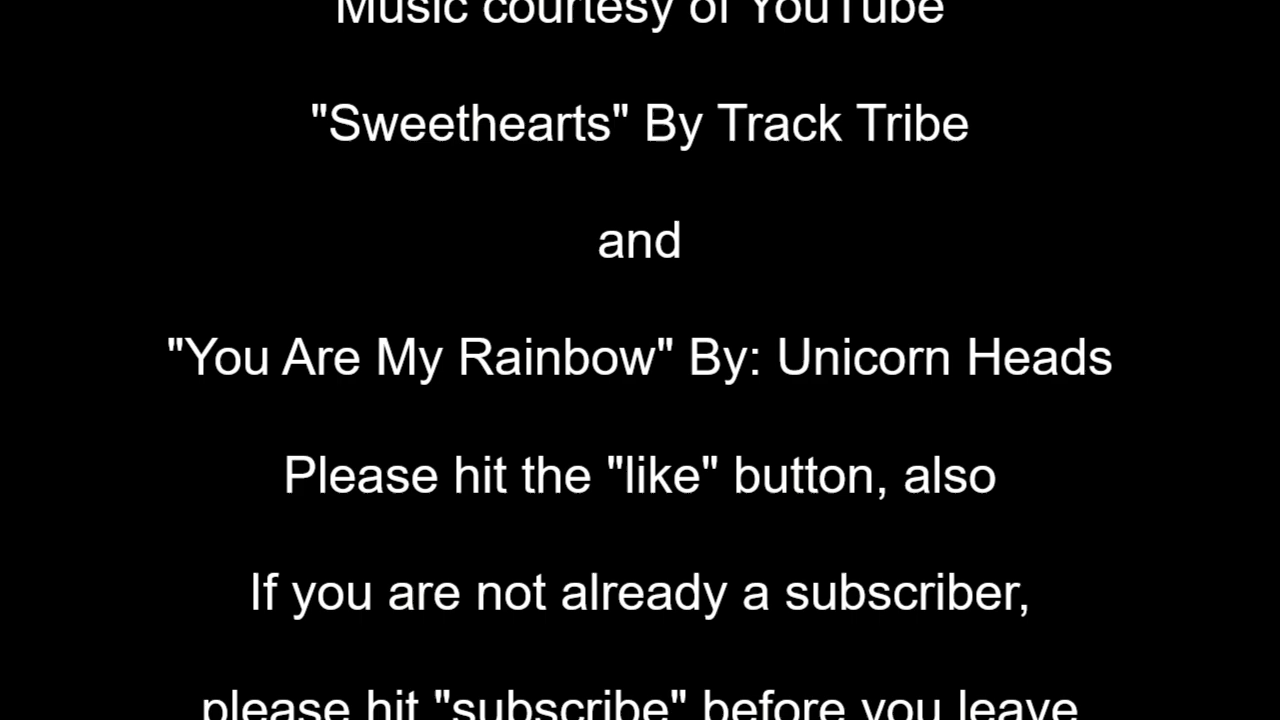 Music courtesy of YouTube
"Sweethearts" By Track Tribe
and
"You Are My Rainbow" By: Unicorn Heads
Please hit the "like" button, also
If you are not already a subscriber,
please hit "subscribe" before you leave